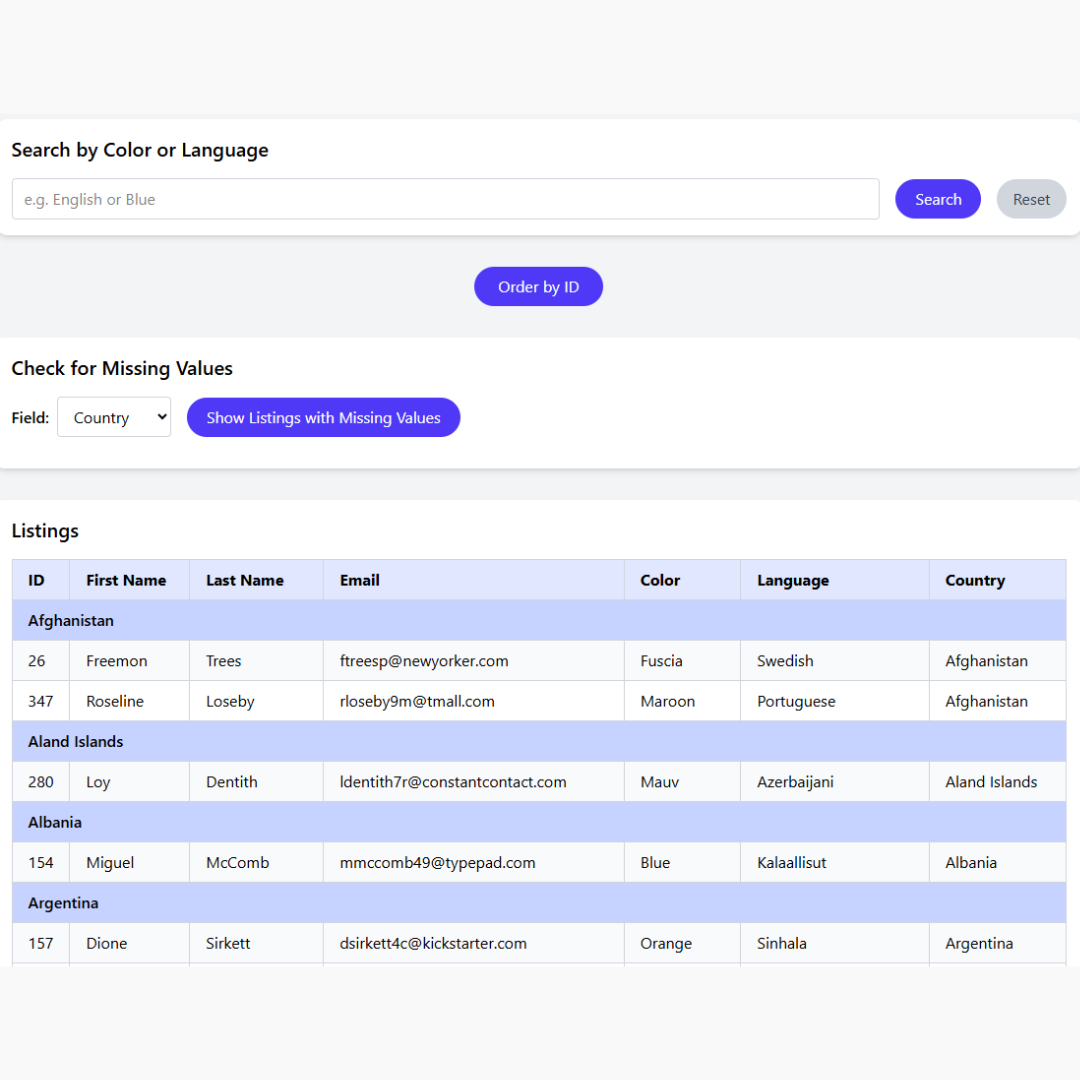 Search by Color or Language
e.g. English or Blue Search Reset
Order by ID
Check for Missing Values
Field: Country Show Listings with Missing Values
Listings
ID First Name Last Name Email Color Language Country
Afghanistan
26 Freemon Trees ftreesp@newyorker.com Fuscia Swedish Afghanistan
347 Roseline Loseby rloseby9m@tmall.com Maroon Portuguese Afghanistan
Aland Islands
280 Loy Dentith ldentith7r@constantcontact.com Mauv Azerbaijani Aland Islands
Albania
154 Miguel McComb mmccomb49@typepad.com Blue Kalaallisut Albania
Argentina
157 Dione Sirkett dsirkett4c@kickstarter.com Orange Sinhala Argentina